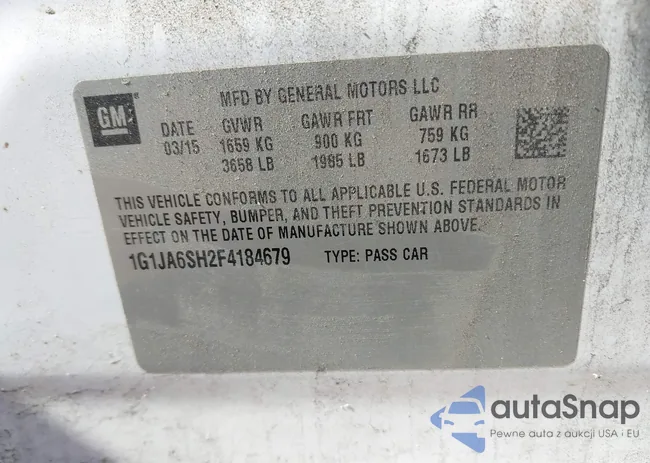 GM
®
MFD BY GENERAL MOTORS LLC
DATE GVWR GAWR FRT GAWR RR
03/15 1659 KG 900 KG 759 KG
3658 LB 1985 LB 1673 LB
THIS VEHICLE CONFORMS TO ALL APPLICABLE U.S. FEDERAL MOTOR
VEHICLE SAFETY, BUMPER, AND THEFT PREVENTION STANDARDS IN
EFFECT ON THE DATE OF MANUFACTURE SHOWN ABOVE.
1G1JA6SH2F4184679 TYPE: PASS CAR
autaSnap
Pewne auta z aukcji USA i EU